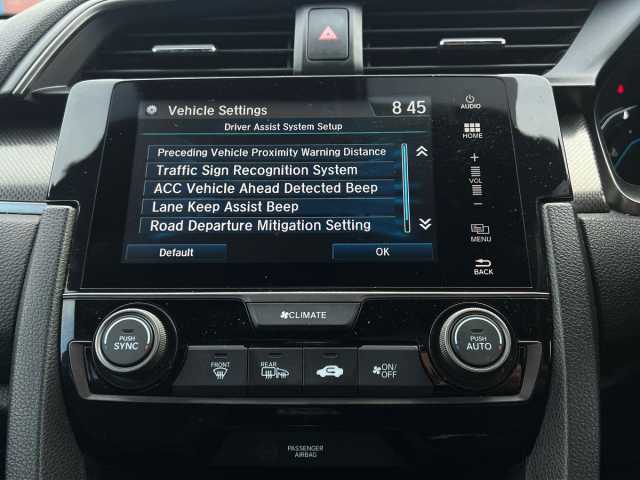 Vehicle Settings
8 45
Driver Assist System Setup
Preceding Vehicle Proximity Warning Distance
Traffic Sign Recognition System
ACC Vehicle Ahead Detected Beep
Lane Keep Assist Beep
Road Departure Mitigation Setting
Default
OK
AUDIO
HOME
+
VOL
−
MENU
BACK
CLIMATE
PUSH
SYNC
FRONT
REAR
ON/
OFF
PUSH
AUTO
PASSENGER
AIRBAG